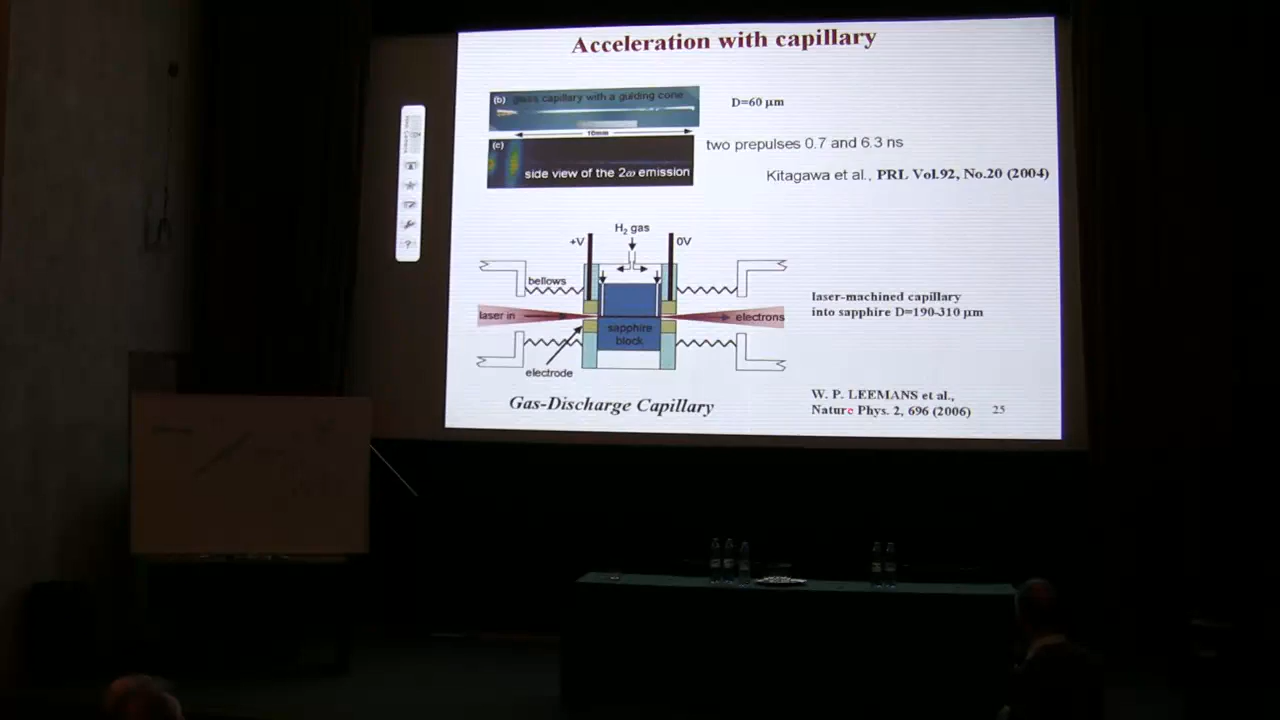 Acceleration with capillary
(b) glass capillary with a guiding cone
D=60 μm
10mm
(c)
side view of the 2ω emission
two prepulses 0.7 and 6.3 ns
Kitagawa et al., PRL Vol.92, No.20 (2004)
H₂ gas
+V
0V
bellows
laser in
electrons
sapphire
block
electrode
laser-machined capillary
into sapphire D=190-310 μm
Gas-Discharge Capillary
W. P. LEEMANS et al.,
Nature Phys. 2, 696 (2006)
25
?